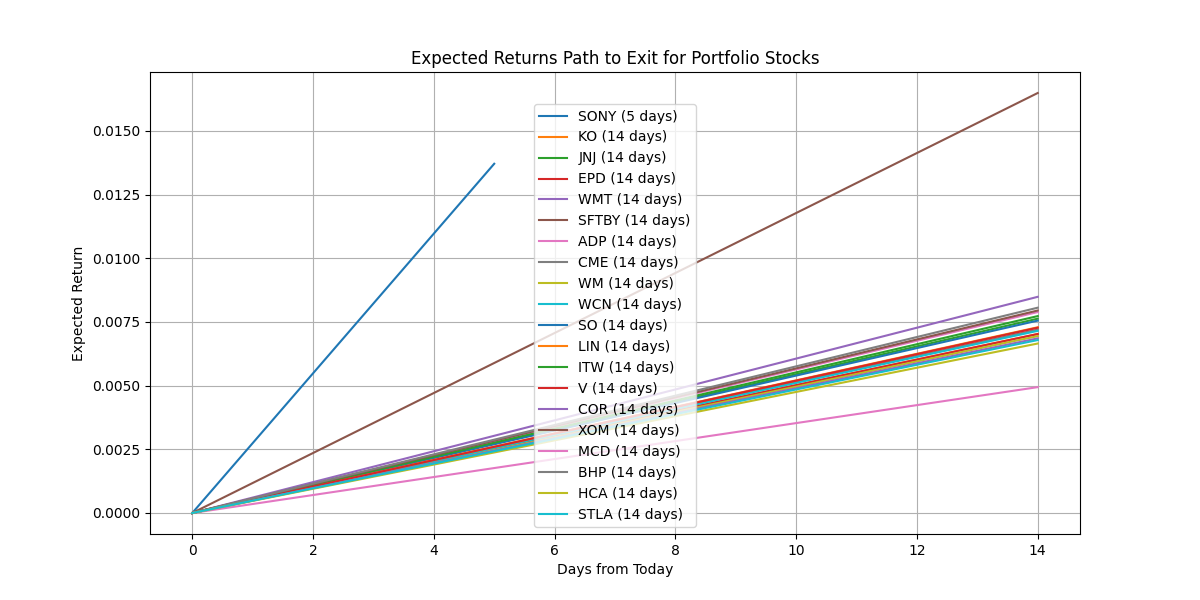 Expected Returns Path to Exit for Portfolio Stocks
Expected Return
0.0150
0.0125
0.0100
0.0075
0.0050
0.0025
0.0000
SONY (5 days)
KO (14 days)
JNJ (14 days)
EPD (14 days)
WMT (14 days)
SFTBY (14 days)
ADP (14 days)
CME (14 days)
WM (14 days)
WCN (14 days)
SO (14 days)
LIN (14 days)
ITW (14 days)
V (14 days)
COR (14 days)
XOM (14 days)
MCD (14 days)
BHP (14 days)
HCA (14 days)
STLA (14 days)
0 2 4 6 8 10 12 14
Days from Today